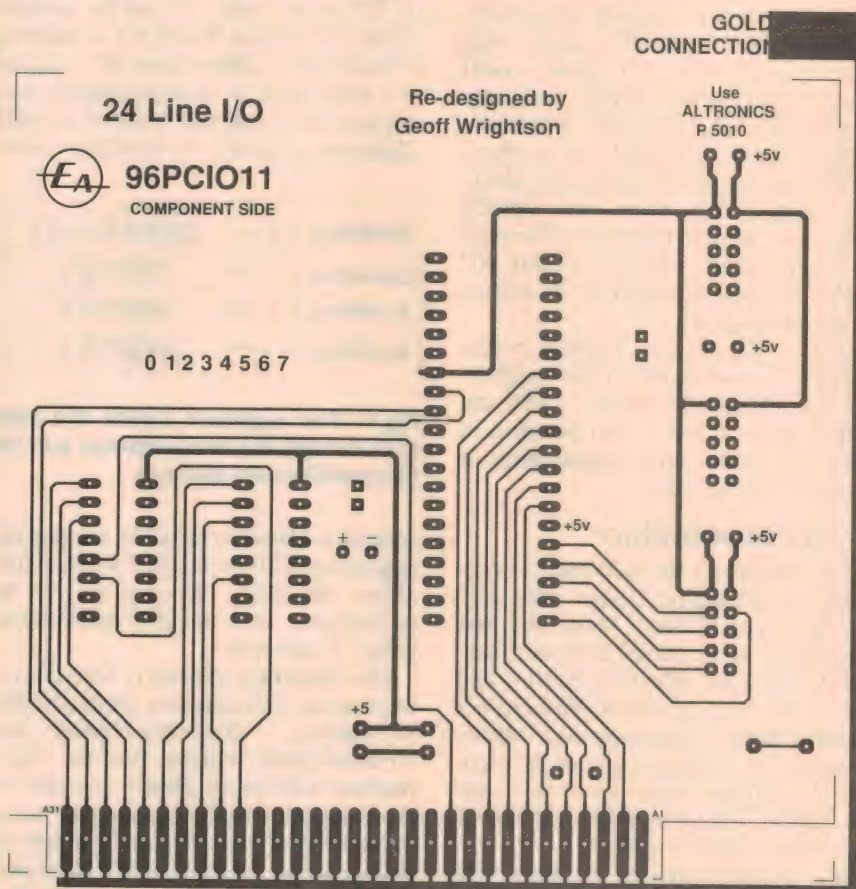 GOLD
CONNECTION
24 Line I/O
Re-designed by
Geoff Wrightson
Use
ALTRONICS
P 5010
+5v
EA 96PCIO11
COMPONENT SIDE
0 1 2 3 4 5 6 7
+5v
+5v
+ −
+5v
+5
A31
A1